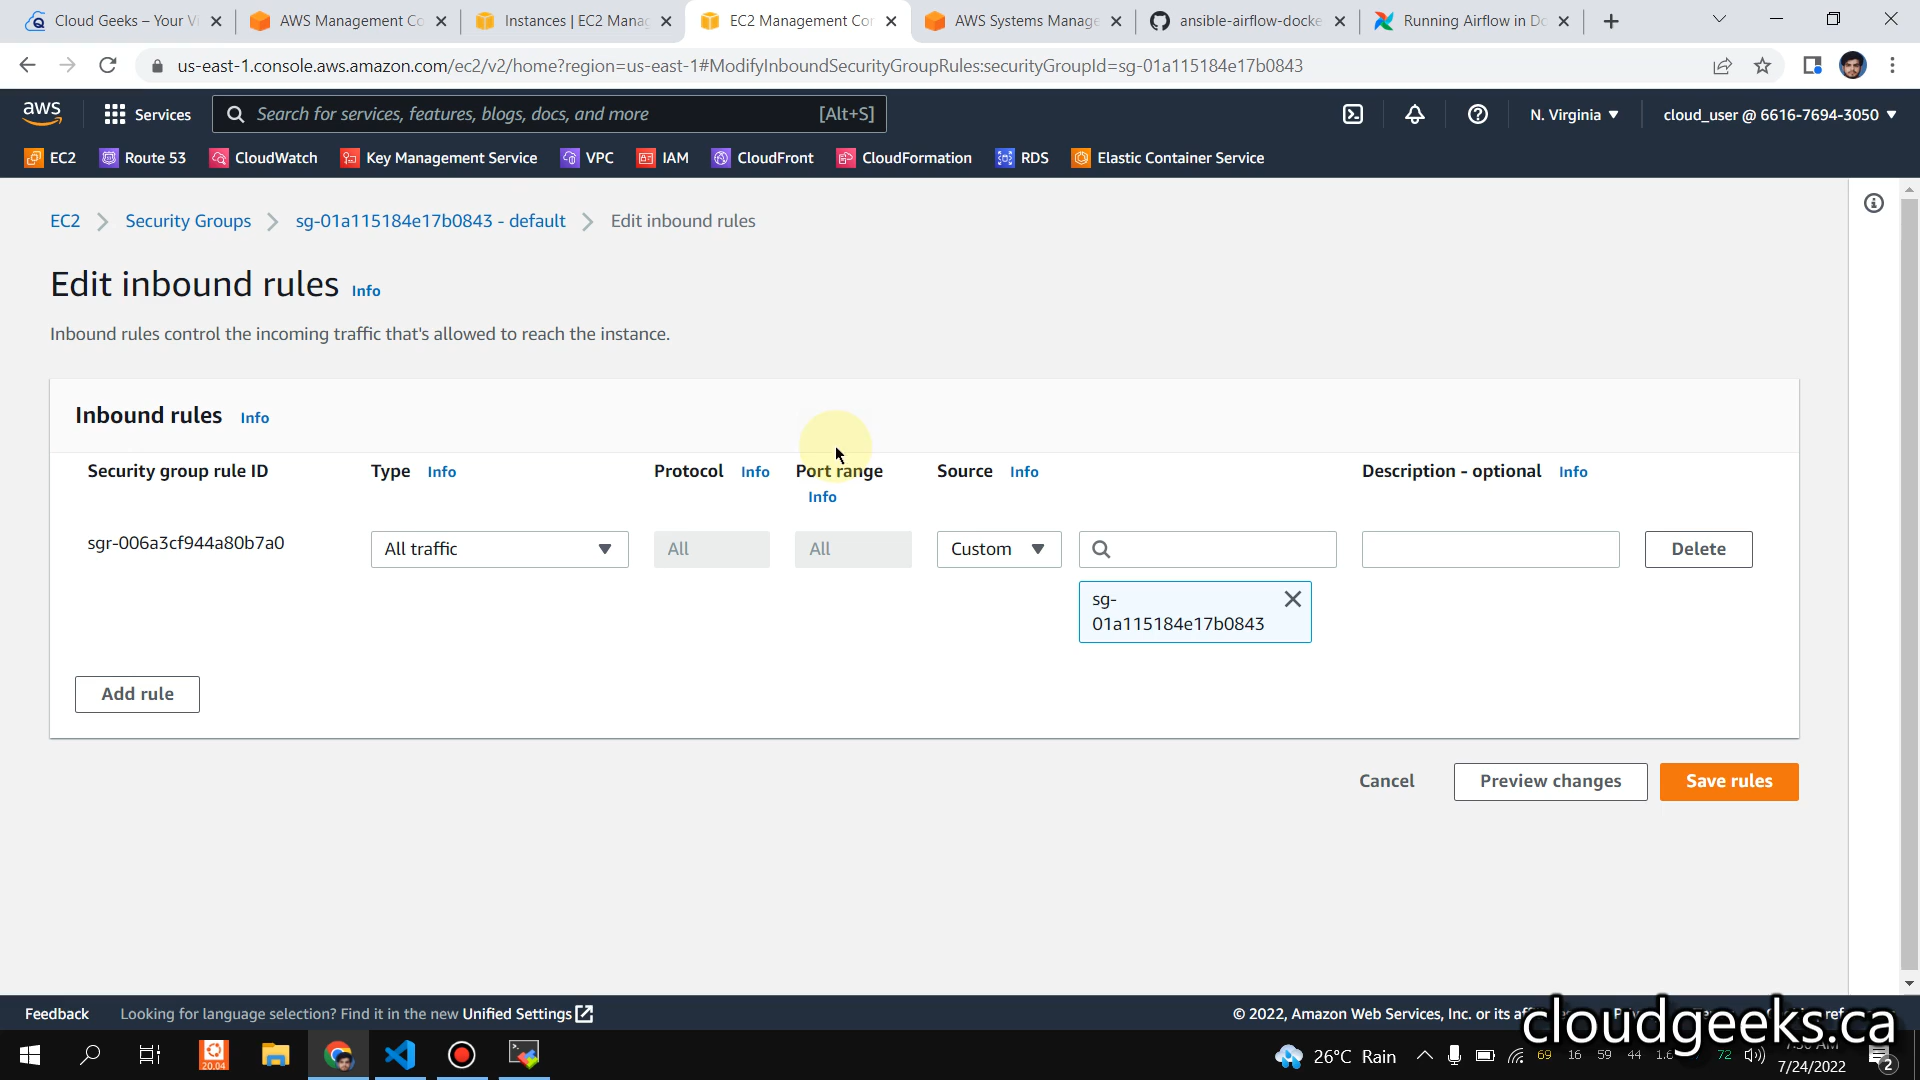 Cloud Geeks – Your Vi
AWS Management Co
Instances | EC2 Manag
EC2 Management Con
AWS Systems Manage
ansible-airflow-docke
Running Airflow in Do
us-east-1.console.aws.amazon.com/ec2/v2/home?region=us-east-1#ModifyInboundSecurityGroupRules:securityGroupId=sg-01a115184e17b0843
aws
Services
Search for services, features, blogs, docs, and more
[Alt+S]
N. Virginia
cloud_user @ 6616-7694-3050
EC2
Route 53
CloudWatch
Key Management Service
VPC
IAM
CloudFront
CloudFormation
RDS
Elastic Container Service
EC2
Security Groups
sg-01a115184e17b0843 - default
Edit inbound rules
Edit inbound rules Info
Inbound rules control the incoming traffic that's allowed to reach the instance.
Inbound rules Info
Security group rule ID
Type Info
Protocol Info
Port range
Info
Source Info
Description - optional Info
sgr-006a3cf944a80b7a0
All traffic
All
All
Custom
Delete
sg-
01a115184e17b0843
Add rule
Cancel
Preview changes
Save rules
Feedback
Looking for language selection? Find it in the new Unified Settings
© 2022, Amazon Web Services, Inc. or its
cloudgeeks.ca
20.04
26°C Rain
69
16
59
44
72
7/24/2022
2